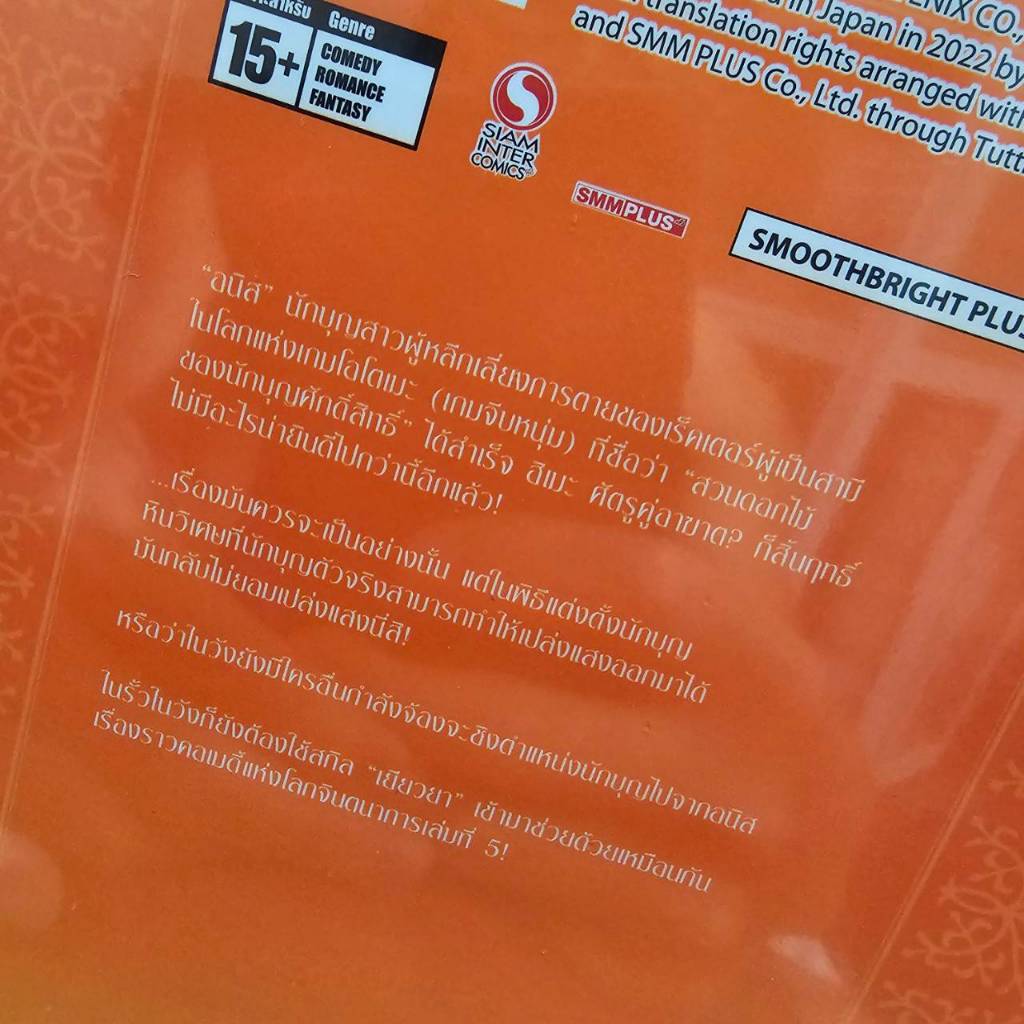 Genre
15+
COMEDY
ROMANCE
FANTASY
ENIX CO.,
in Japan in 2022 by
translation rights arranged with
and SMM PLUS Co., Ltd. through
SIAM
INTER
COMICS
SMMPLUS
SMOOTHBRIGHT
“อนิส” นักบุญสาวผู้หลีกเลี่ยงการตายของเร็คเตอร์ผู้เป็นสามี
ในโลกแห่งเกมโอโตเมะ (เกมจีบหนุ่ม) ที่ชื่อว่า “สวนดอกไม้
ของนักบุญศักดิ์สิทธิ์” ได้สำเร็จ ฮิเมะ ศัตรูคู่อาฆาต? ก็สิ้นฤทธิ์
ไม่มีอะไรน่ายินดีไปกว่านี้อีกแล้ว!
...เรื่องมันควรจะเป็นอย่างนั้น แต่ในพิธีแต่งตั้งนักบุญ
หินวิเศษที่นักบุญตัวจริงสามารถทำให้เปล่งแสงออกมาได้
มันกลับไม่ยอมเปล่งแสงนี่สิ!
หรือว่าในวังยังมีใครอื่นกำลังจ้องจะชิงตำแหน่งนักบุญไปจากอนิส
ในรั้วในวังก็ยังต้องใช้สกิล “เยียวยา” เข้ามาช่วยด้วยเหมือนกัน
เรื่องราวคอเมดี้แห่งโลกจินตนาการเล่มที่ 5!